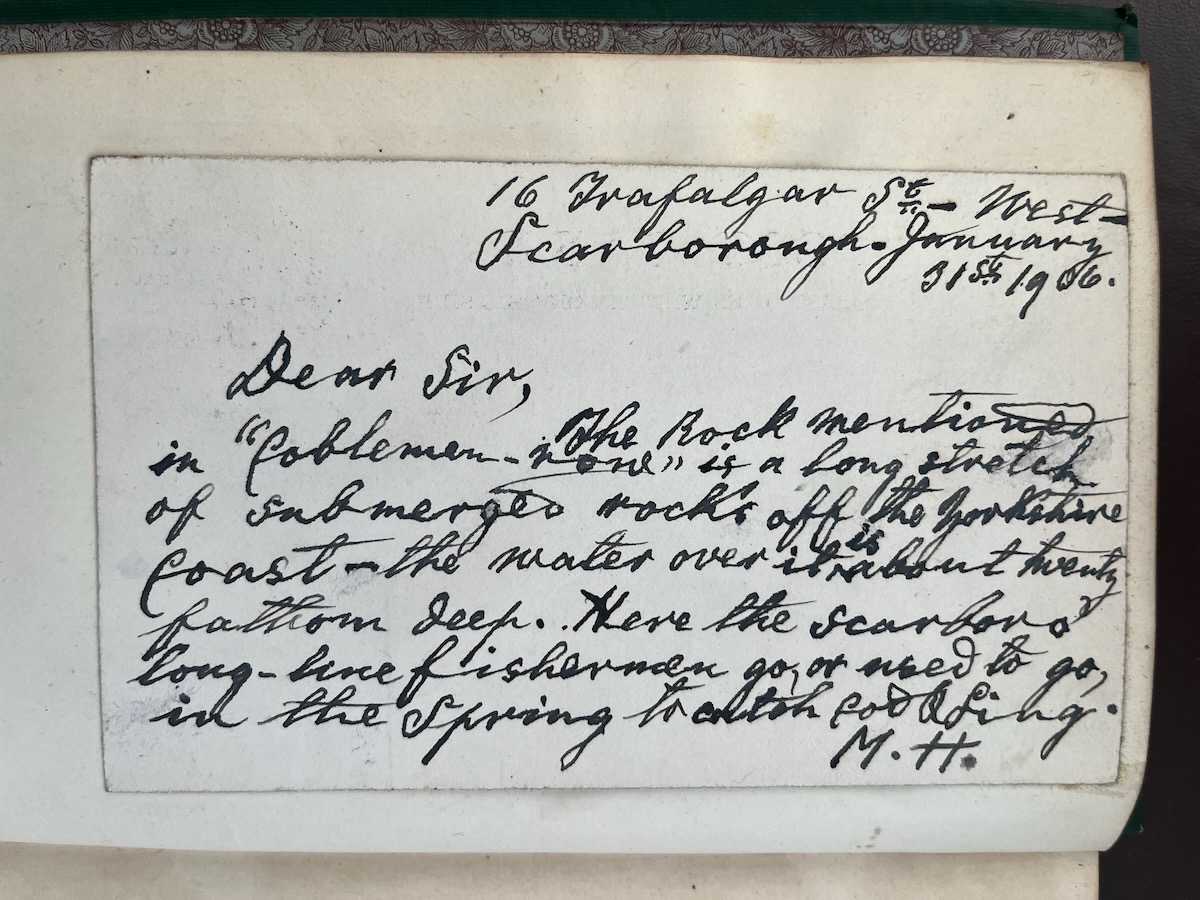 16 Trafalgar St. - West -
Scarborough - January
31st 1906.
Dear Sir,
The Rock mentioned
in "Coblemen - " is a long stretch
of submerged rocks off the Yorkshire
Coast - the water over it is about twenty
fathom deep. Here the Scarboro'
long-line fishermen go, or used to go,
in the Spring to catch cod & Ling.
M. H.